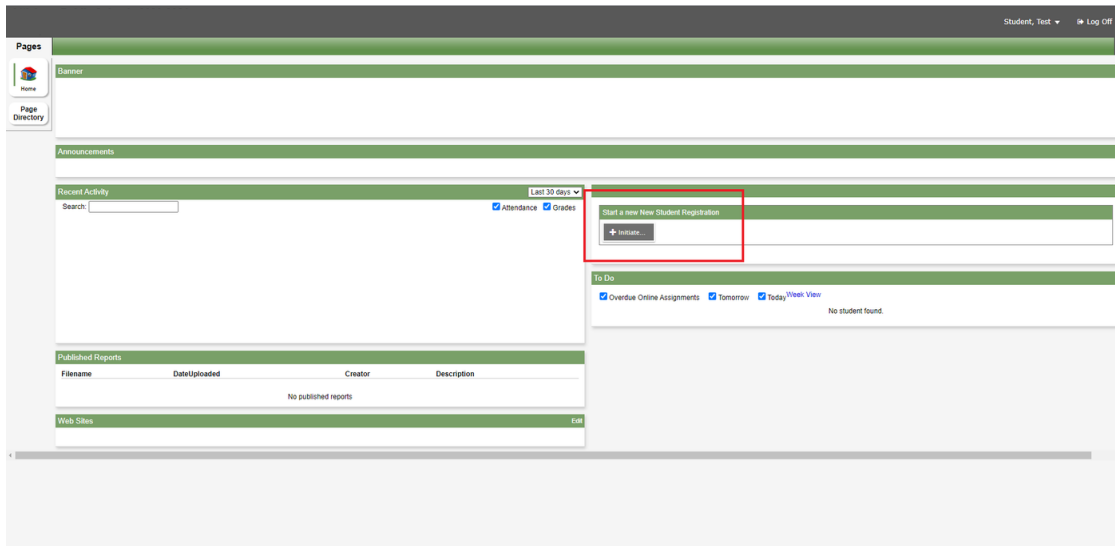 Student, Test
Log Off
Pages
Home
Page
Directory
Banner
Announcements
Recent Activity
Last 30 days
Search:
Attendance
Grades
Start a new New Student Registration
+ Initiate...
To Do
Overdue Online Assignments
Tomorrow
Today
Week View
No student found.
Published Reports
Filename DateUploaded Creator Description
No published reports
Web Sites
Edit